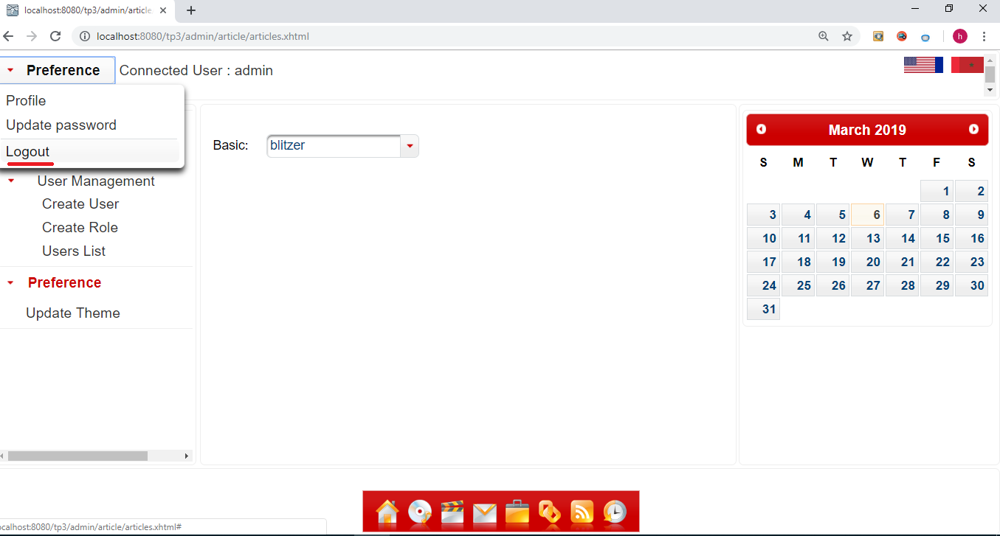 localhost:8080/tp3/admin/article
localhost:8080/tp3/admin/article/articles.xhtml
h
Preference
Connected User : admin
Profile
Update password
Logout
User Management
Create User
Create Role
Users List
Preference
Update Theme
Basic:
blitzer
March 2019
S M T W T F S
1 2
3 4 5 6 7 8 9
10 11 12 13 14 15 16
17 18 19 20 21 22 23
24 25 26 27 28 29 30
31
ocalhost:8080/tp3/admin/article/articles.xhtml#